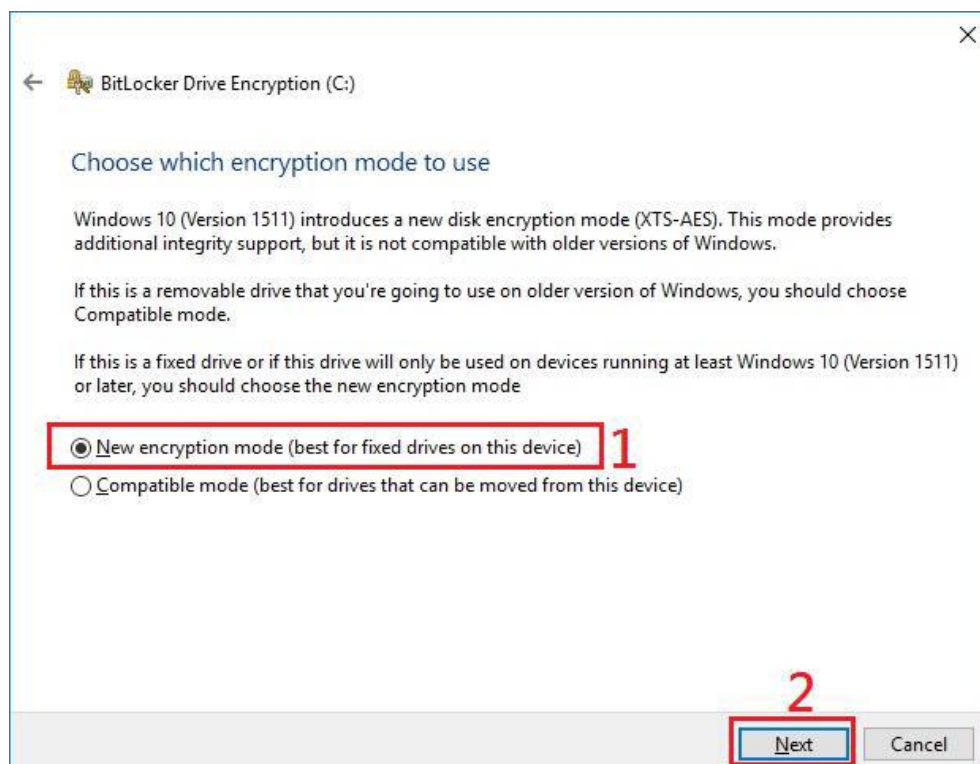 BitLocker Drive Encryption (C:)
Choose which encryption mode to use
Windows 10 (Version 1511) introduces a new disk encryption mode (XTS-AES). This mode provides
additional integrity support, but it is not compatible with older versions of Windows.
If this is a removable drive that you're going to use on older version of Windows, you should choose
Compatible mode.
If this is a fixed drive or if this drive will only be used on devices running at least Windows 10 (Version 1511)
or later, you should choose the new encryption mode
New encryption mode (best for fixed drives on this device) 1
Compatible mode (best for drives that can be moved from this device)
2
Next Cancel